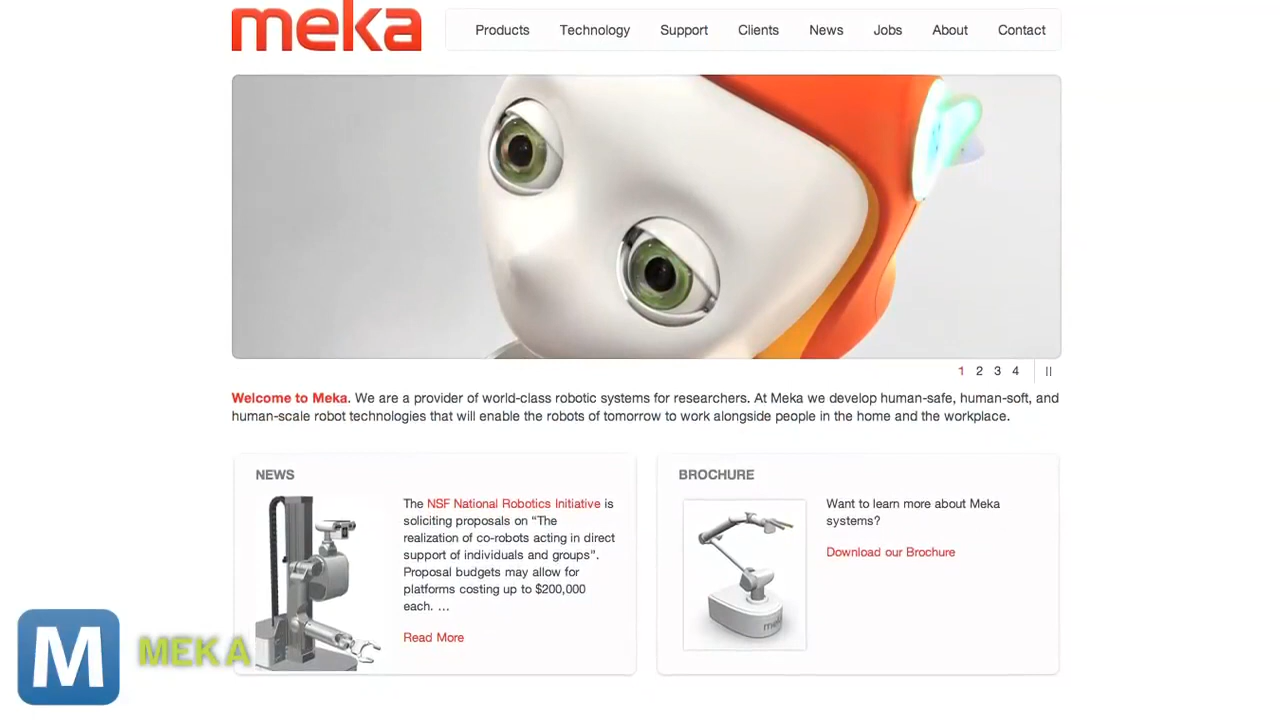 meka
Products Technology Support Clients News Jobs About Contact
1 2 3 4
Welcome to Meka. We are a provider of world-class robotic systems for researchers. At Meka we develop human-safe, human-soft, and
human-scale robot technologies that will enable the robots of tomorrow to work alongside people in the home and the workplace.
NEWS
The NSF National Robotics Initiative is
soliciting proposals on “The
realization of co-robots acting in direct
support of individuals and groups”.
Proposal budgets may allow for
platforms costing up to $200,000
each. …
Read More
BROCHURE
meka
Want to learn more about Meka
systems?
Download our Brochure
M
MEKA